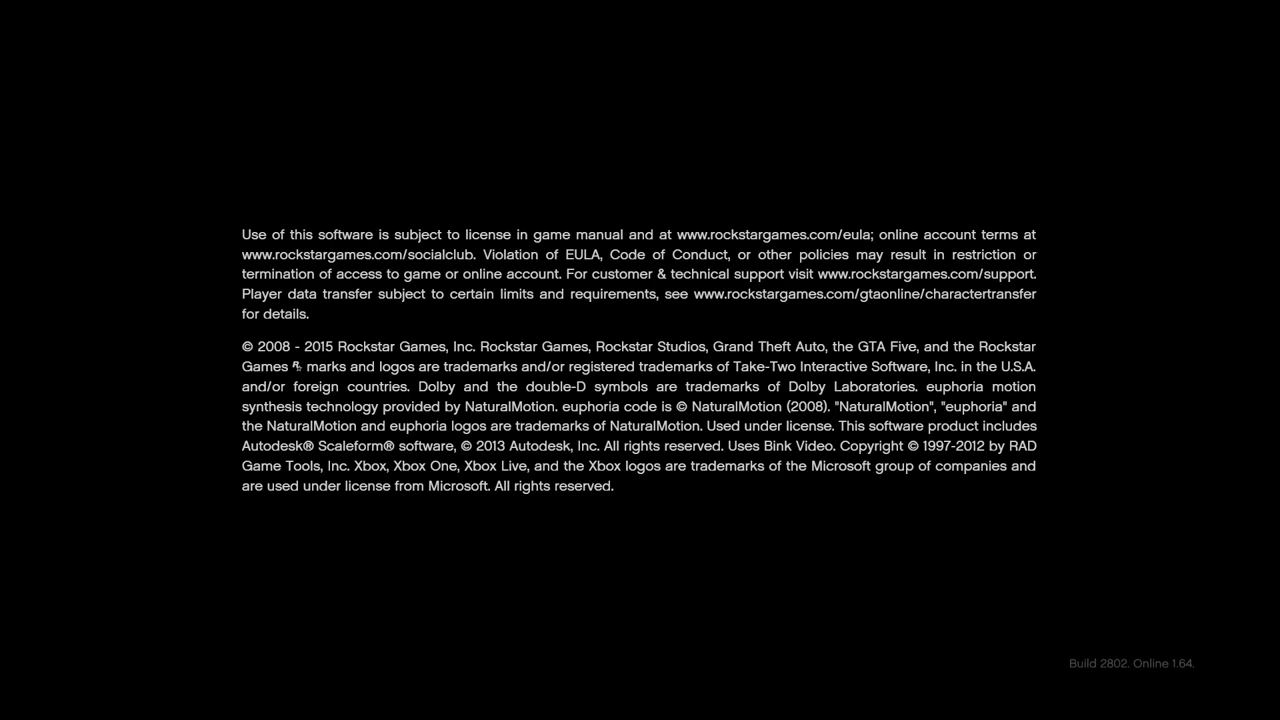 Use of this software is subject to license in game manual and at www.rockstargames.com/eula; online account terms at
www.rockstargames.com/socialclub. Violation of EULA, Code of Conduct, or other policies may result in restriction or
termination of access to game or online account. For customer & technical support visit www.rockstargames.com/support.
Player data transfer subject to certain limits and requirements, see www.rockstargames.com/gtaonline/charactertransfer
for details.
© 2008 - 2015 Rockstar Games, Inc. Rockstar Games, Rockstar Studios, Grand Theft Auto, the GTA Five, and the Rockstar
Games R* marks and logos are trademarks and/or registered trademarks of Take-Two Interactive Software, Inc. in the U.S.A.
and/or foreign countries. Dolby and the double-D symbols are trademarks of Dolby Laboratories. euphoria motion
synthesis technology provided by NaturalMotion. euphoria code is © NaturalMotion (2008). "NaturalMotion", "euphoria" and
the NaturalMotion and euphoria logos are trademarks of NaturalMotion. Used under license. This software product includes
Autodesk® Scaleform® software, © 2013 Autodesk, Inc. All rights reserved. Uses Bink Video. Copyright © 1997-2012 by RAD
Game Tools, Inc. Xbox, Xbox One, Xbox Live, and the Xbox logos are trademarks of the Microsoft group of companies and
are used under license from Microsoft. All rights reserved.
Build 2802. Online 1.64.